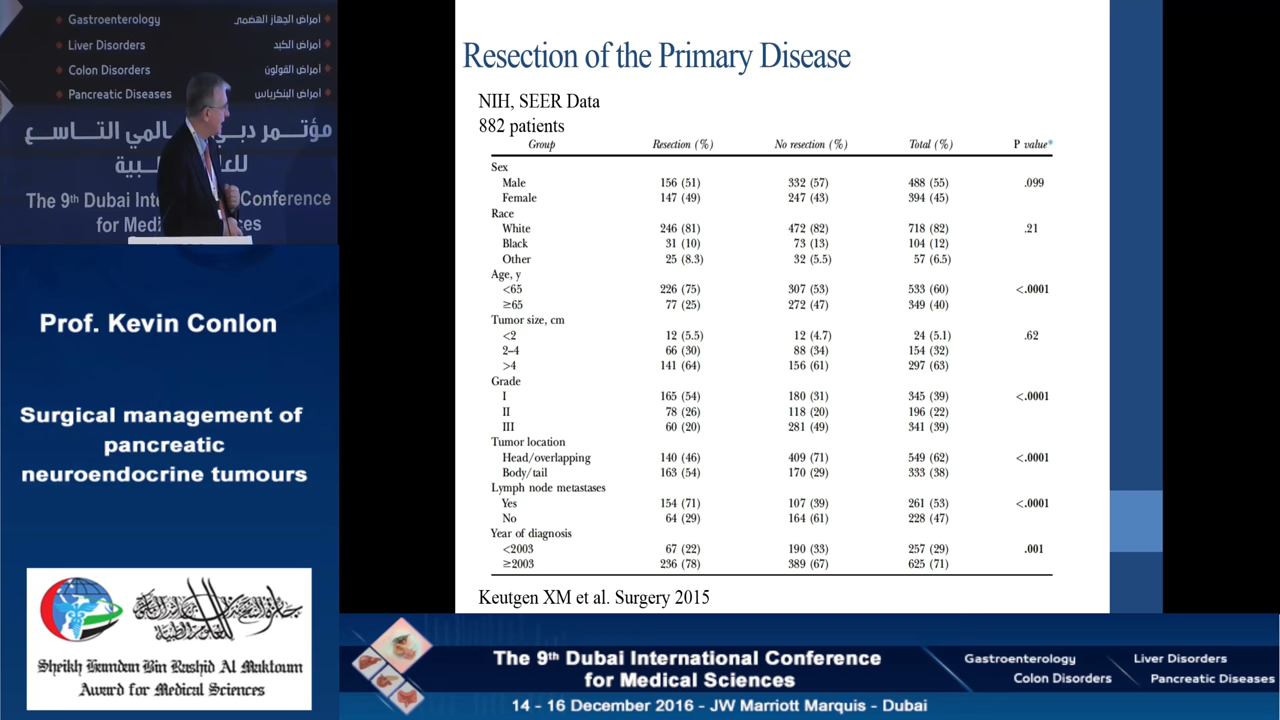 Gastroenterology أمراض الجهاز الهضمي
Liver Disorders أمراض الكبد
Colon Disorders أمراض القولون
Pancreatic Diseases أمراض البنكرياس
مؤتمر دبي العالمي التاسع
The 9th Dubai Inte Conference
for Med ces
Prof. Kevin Conlon
Surgical management of
pancreatic
neuroendocrine tumours
Sheikh Hamdan Bin Rashid Al Maktoum
Award for Medical Sciences
Resection of the Primary Disease
NIH, SEER Data
882 patients
Group Resection (%) No resection (%) Total (%) P value*
Sex
Male 156 (51) 332 (57) 488 (55) .099
Female 147 (49) 247 (43) 394 (45)
Race
White 246 (81) 472 (82) 718 (82) .21
Black 31 (10) 73 (13) 104 (12)
Other 25 (8.3) 32 (5.5) 57 (6.5)
Age, y
<65 226 (75) 307 (53) 533 (60) <.0001
≥65 77 (25) 272 (47) 349 (40)
Tumor size, cm
<2 12 (5.5) 12 (4.7) 24 (5.1) .62
2–4 66 (30) 88 (34) 154 (32)
>4 141 (64) 156 (61) 297 (63)
Grade
I 165 (54) 180 (31) 345 (39) <.0001
II 78 (26) 118 (20) 196 (22)
III 60 (20) 281 (49) 341 (39)
Tumor location
Head/overlapping 140 (46) 409 (71) 549 (62) <.0001
Body/tail 163 (54) 170 (29) 333 (38)
Lymph node metastases
Yes 154 (71) 107 (39) 261 (53) <.0001
No 64 (29) 164 (61) 228 (47)
Year of diagnosis
<2003 67 (22) 190 (33) 257 (29) .001
≥2003 236 (78) 389 (67) 625 (71)
Keutgen XM et al. Surgery 2015
The 9th Dubai International Conference
for Medical Sciences
Gastroenterology Liver Disorders
Colon Disorders Pancreatic Diseases
14 - 16 December 2016 - JW Marriott Marquis - Dubai